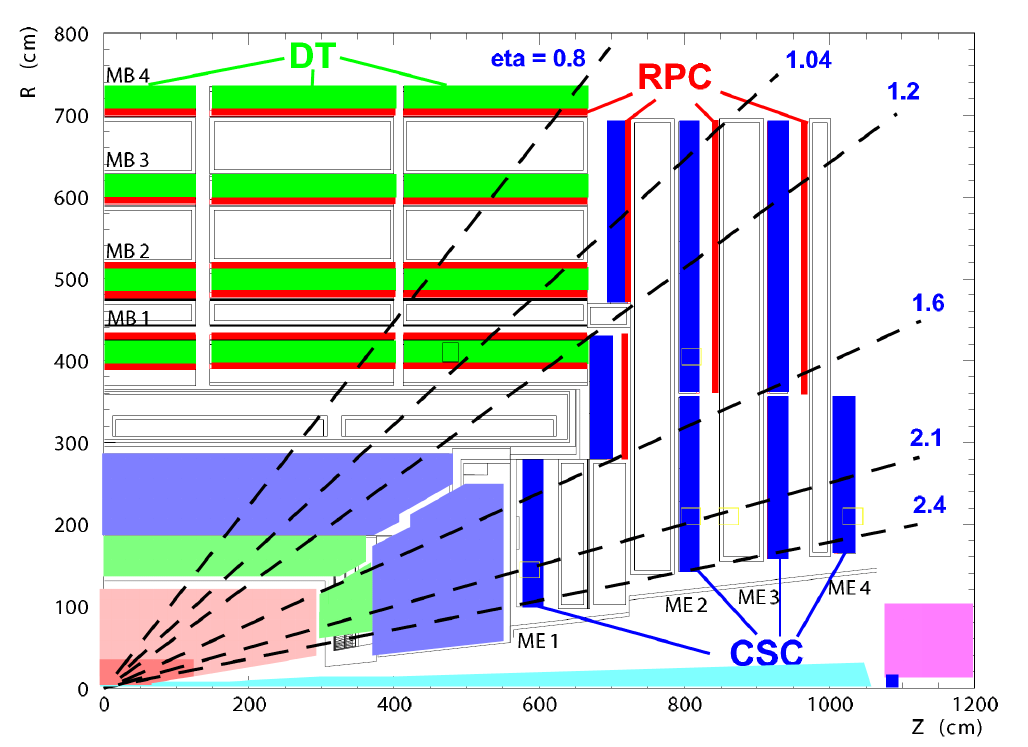 R (cm)
800
700
600
500
400
300
200
100
0
0
200
400
600
800
1000
1200
Z (cm)
MB 4
MB 3
MB 2
MB 1
DT
eta = 0.8
1.04
1.2
1.6
2.1
2.4
RPC
ME 1
ME 2
ME 3
ME 4
CSC